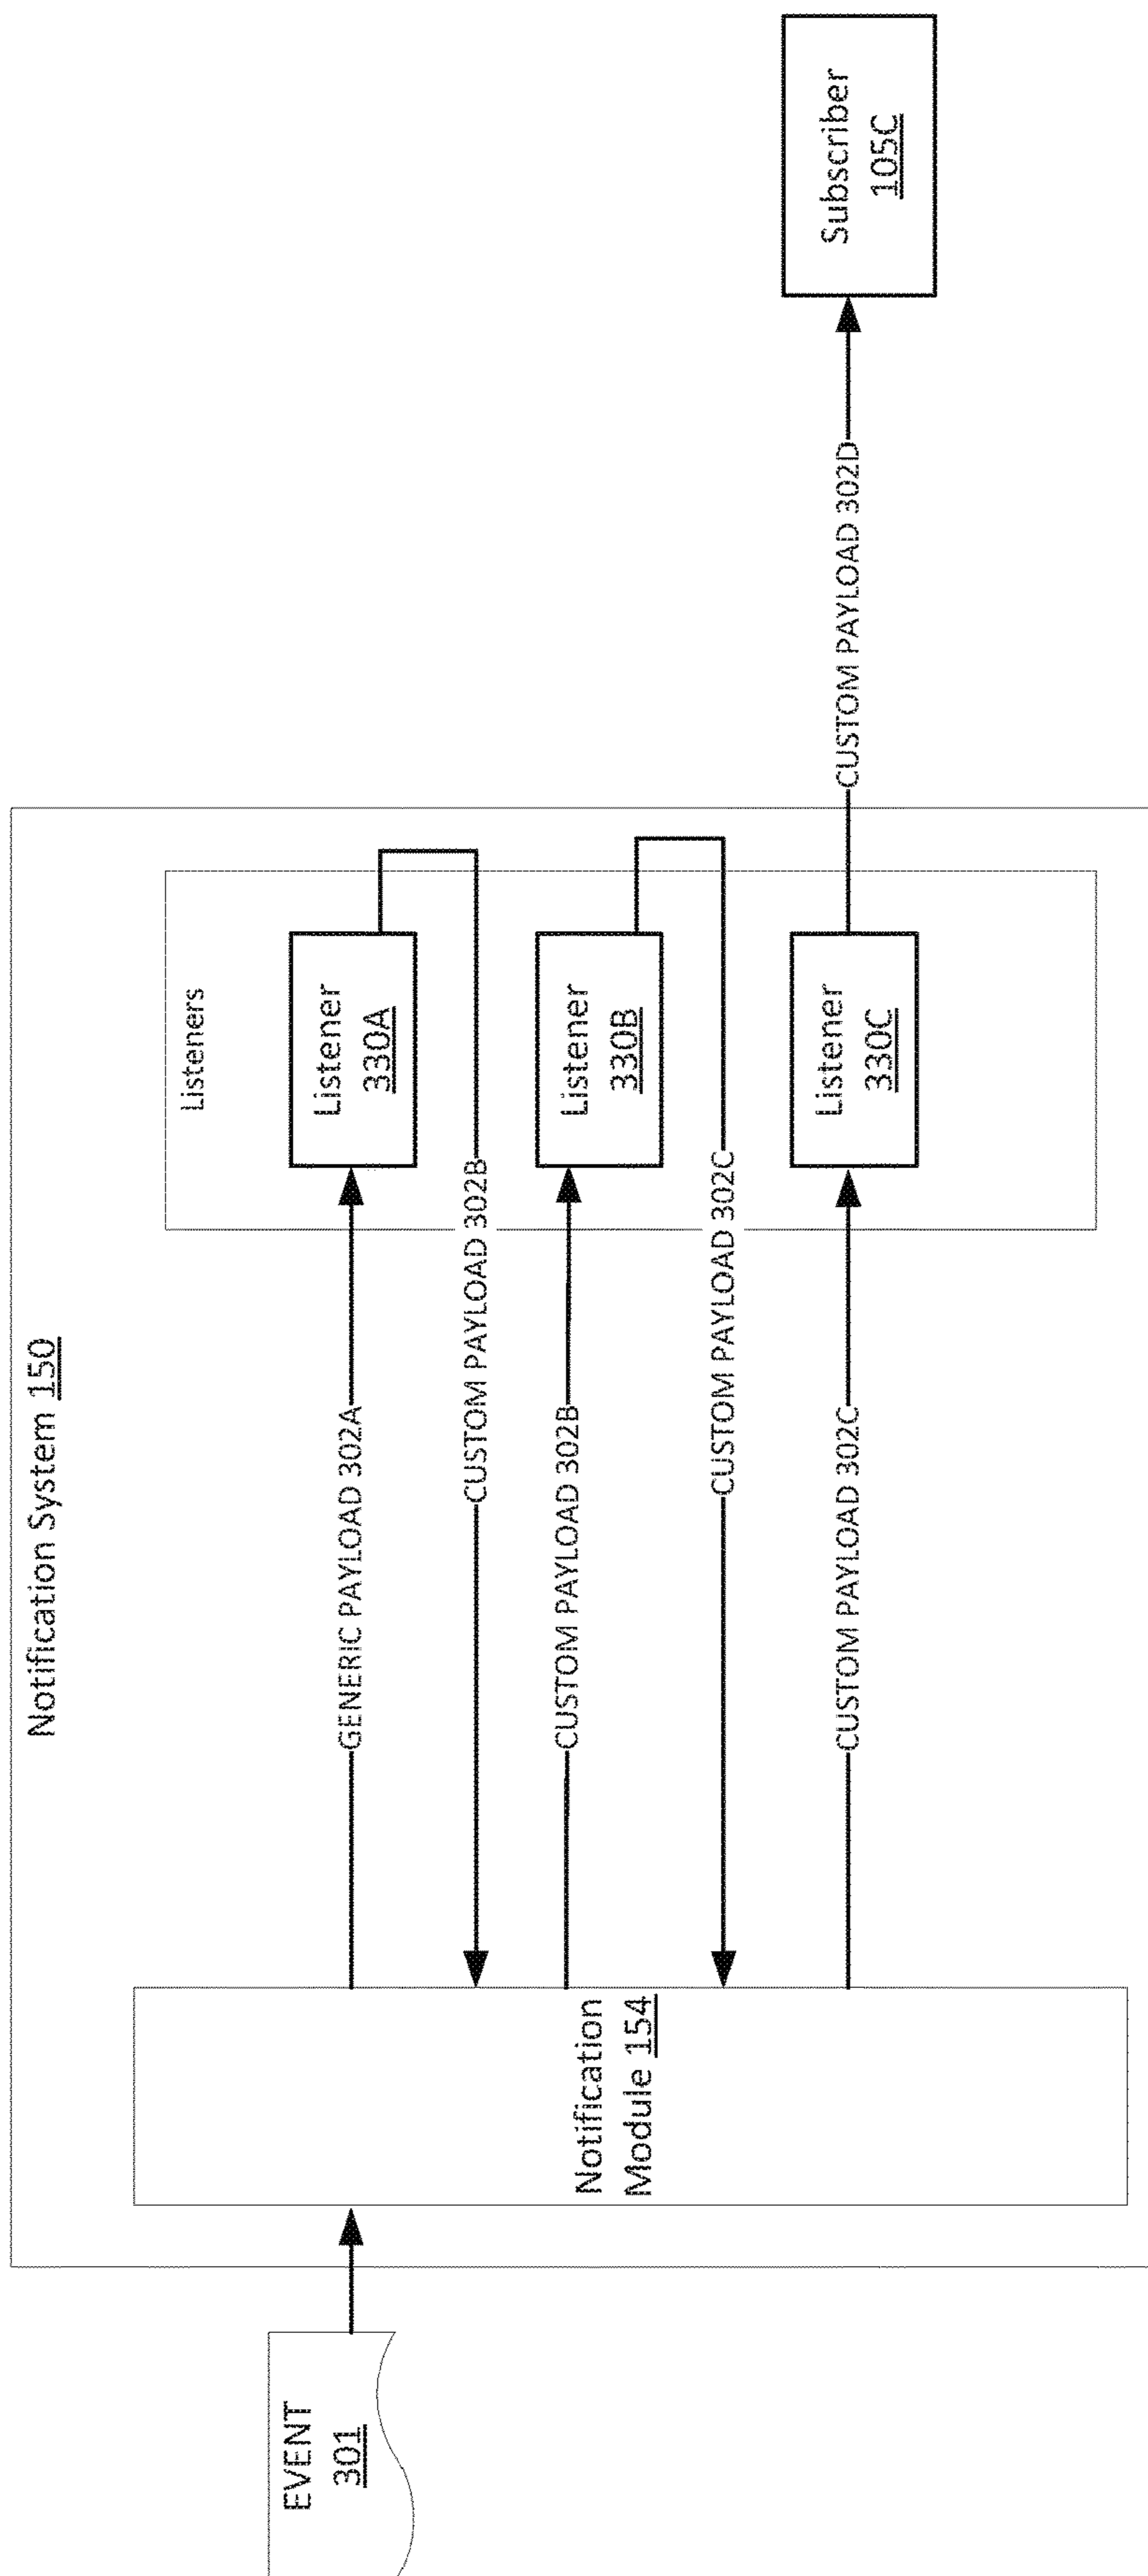 Notification System 150
EVENT
301
Notification
Module 154
Listeners
GENERIC PAYLOAD 302A
Listener
330A
CUSTOM PAYLOAD 302B
CUSTOM PAYLOAD 302B
Listener
330B
CUSTOM PAYLOAD 302C
CUSTOM PAYLOAD 302C
Listener
330C
CUSTOM PAYLOAD 302D
Subscriber
105C